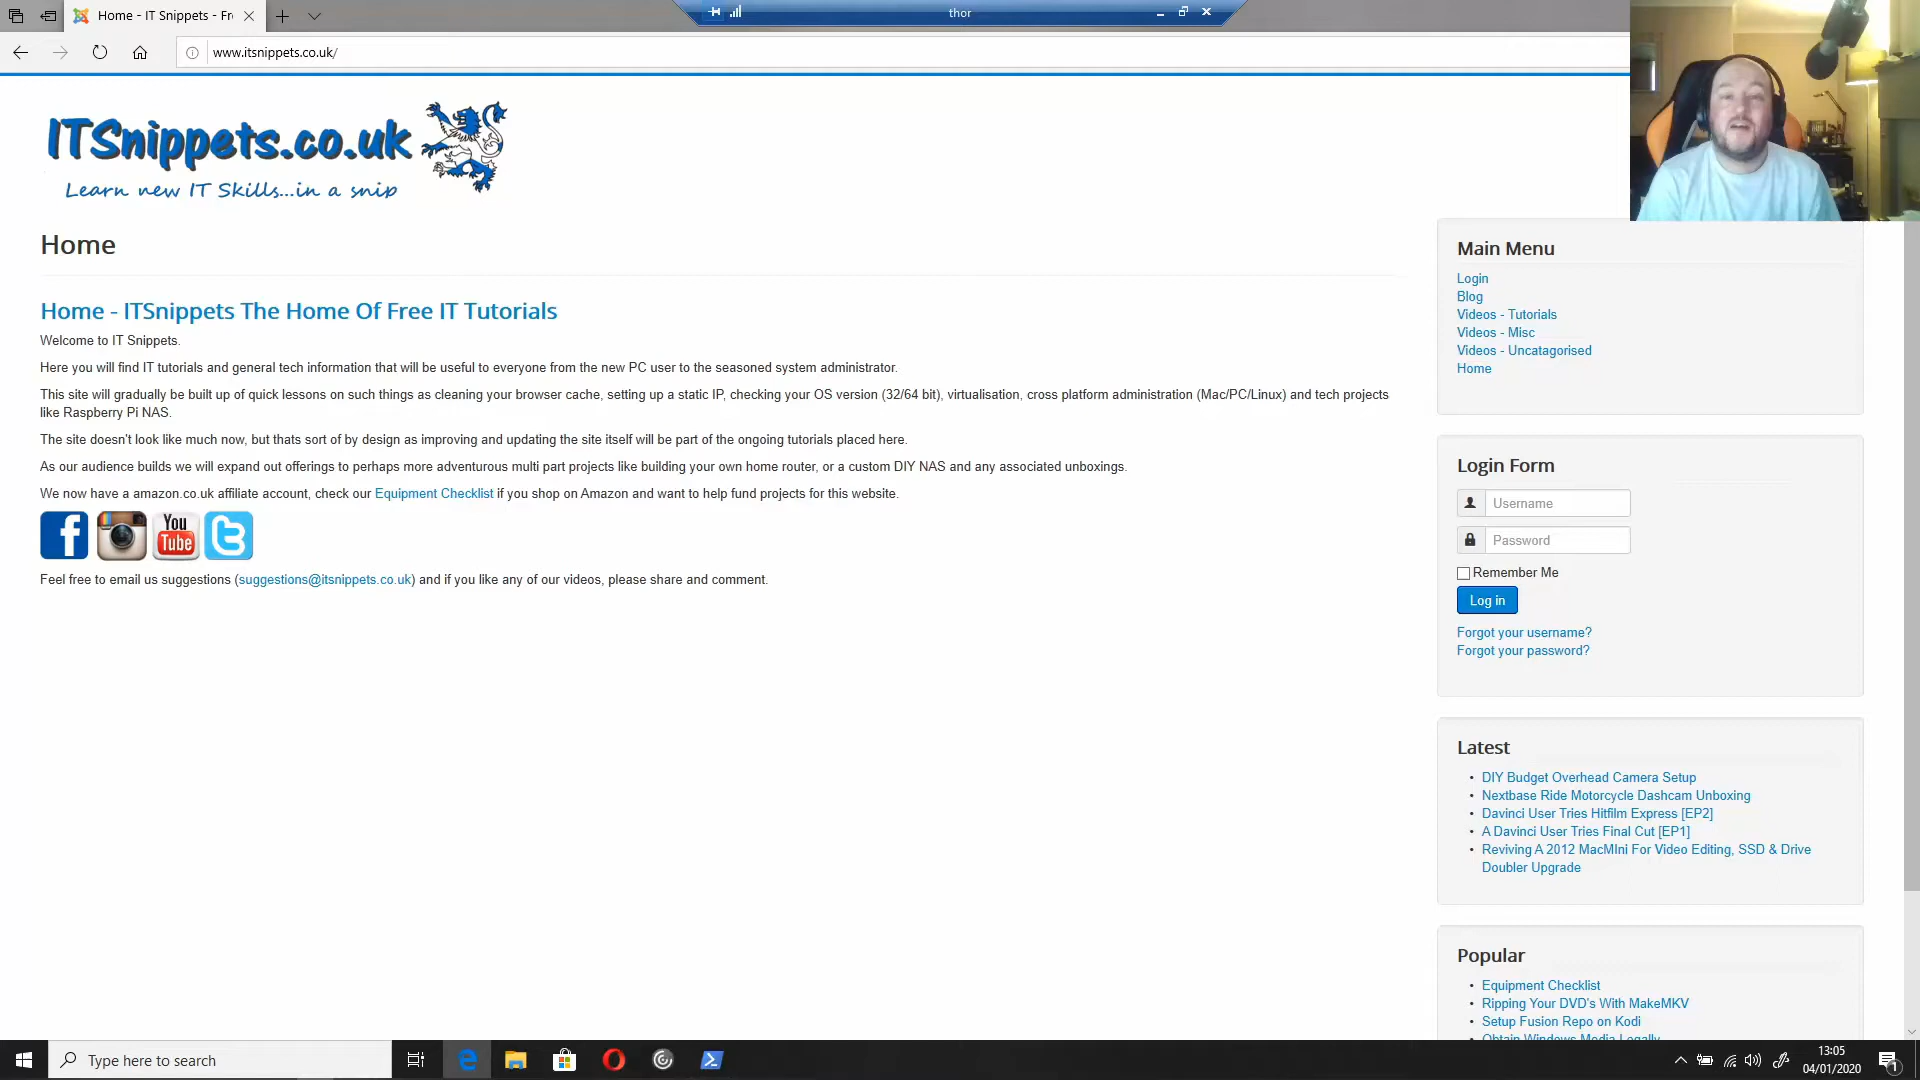 Home - IT Snippets - Fr
thor
www.itsnippets.co.uk/
ITSnippets.co.uk
Learn new IT Skills...in a snip
Home
Home - ITSnippets The Home Of Free IT Tutorials
Welcome to IT Snippets.
Here you will find IT tutorials and general tech information that will be useful to everyone from the new PC user to the seasoned system administrator.
This site will gradually be built up of quick lessons on such things as cleaning your browser cache, setting up a static IP, checking your OS version (32/64 bit), virtualisation, cross platform administration (Mac/PC/Linux) and tech projects
like Raspberry Pi NAS.
The site doesn't look like much now, but thats sort of by design as improving and updating the site itself will be part of the ongoing tutorials placed here.
As our audience builds we will expand out offerings to perhaps more adventurous multi part projects like building your own home router, or a custom DIY NAS and any associated unboxings.
We now have a amazon.co.uk affiliate account, check our Equipment Checklist if you shop on Amazon and want to help fund projects for this website.
You
Tube
Feel free to email us suggestions (suggestions@itsnippets.co.uk) and if you like any of our videos, please share and comment.
Main Menu
Login
Blog
Videos - Tutorials
Videos - Misc
Videos - Uncatagorised
Home
Login Form
Username
Password
Remember Me
Log in
Forgot your username?
Forgot your password?
Latest
• DIY Budget Overhead Camera Setup
• Nextbase Ride Motorcycle Dashcam Unboxing
• Davinci User Tries Hitfilm Express [EP2]
• A Davinci User Tries Final Cut [EP1]
• Reviving A 2012 MacMIni For Video Editing, SSD & Drive
Doubler Upgrade
Popular
• Equipment Checklist
• Ripping Your DVD's With MakeMKV
• Setup Fusion Repo on Kodi
• Obtain Windows Media Legally
Type here to search
13:05
04/01/2020
1